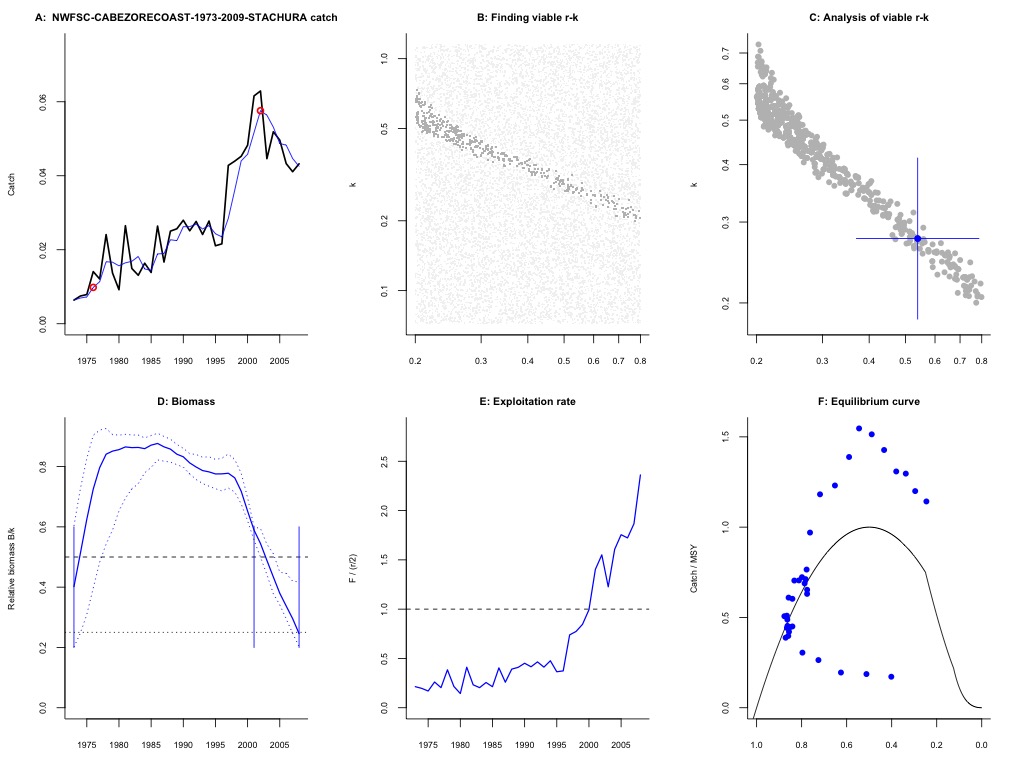 A: NWFSC-CABEZORECOAST-1973-2009-STACHURA catch
B: Finding viable r-k
C: Analysis of viable r-k
Catch
0.00
0.02
0.04
0.06
1975 1980 1985 1990 1995 2000 2005
k
0.1
0.2
0.5
1.0
0.2 0.3 0.4 0.5 0.6 0.7 0.8
k
0.2
0.3
0.4
0.5
0.6
0.7
0.2 0.3 0.4 0.5 0.6 0.7 0.8
D: Biomass
E: Exploitation rate
F: Equilibrium curve
Relative biomass B/k
0.0
0.2
0.4
0.6
0.8
1975 1980 1985 1990 1995 2000 2005
F / (r/2)
0.0
0.5
1.0
1.5
2.0
2.5
1975 1980 1985 1990 1995 2000 2005
Catch / MSY
0.0
0.5
1.0
1.5
1.0 0.8 0.6 0.4 0.2 0.0